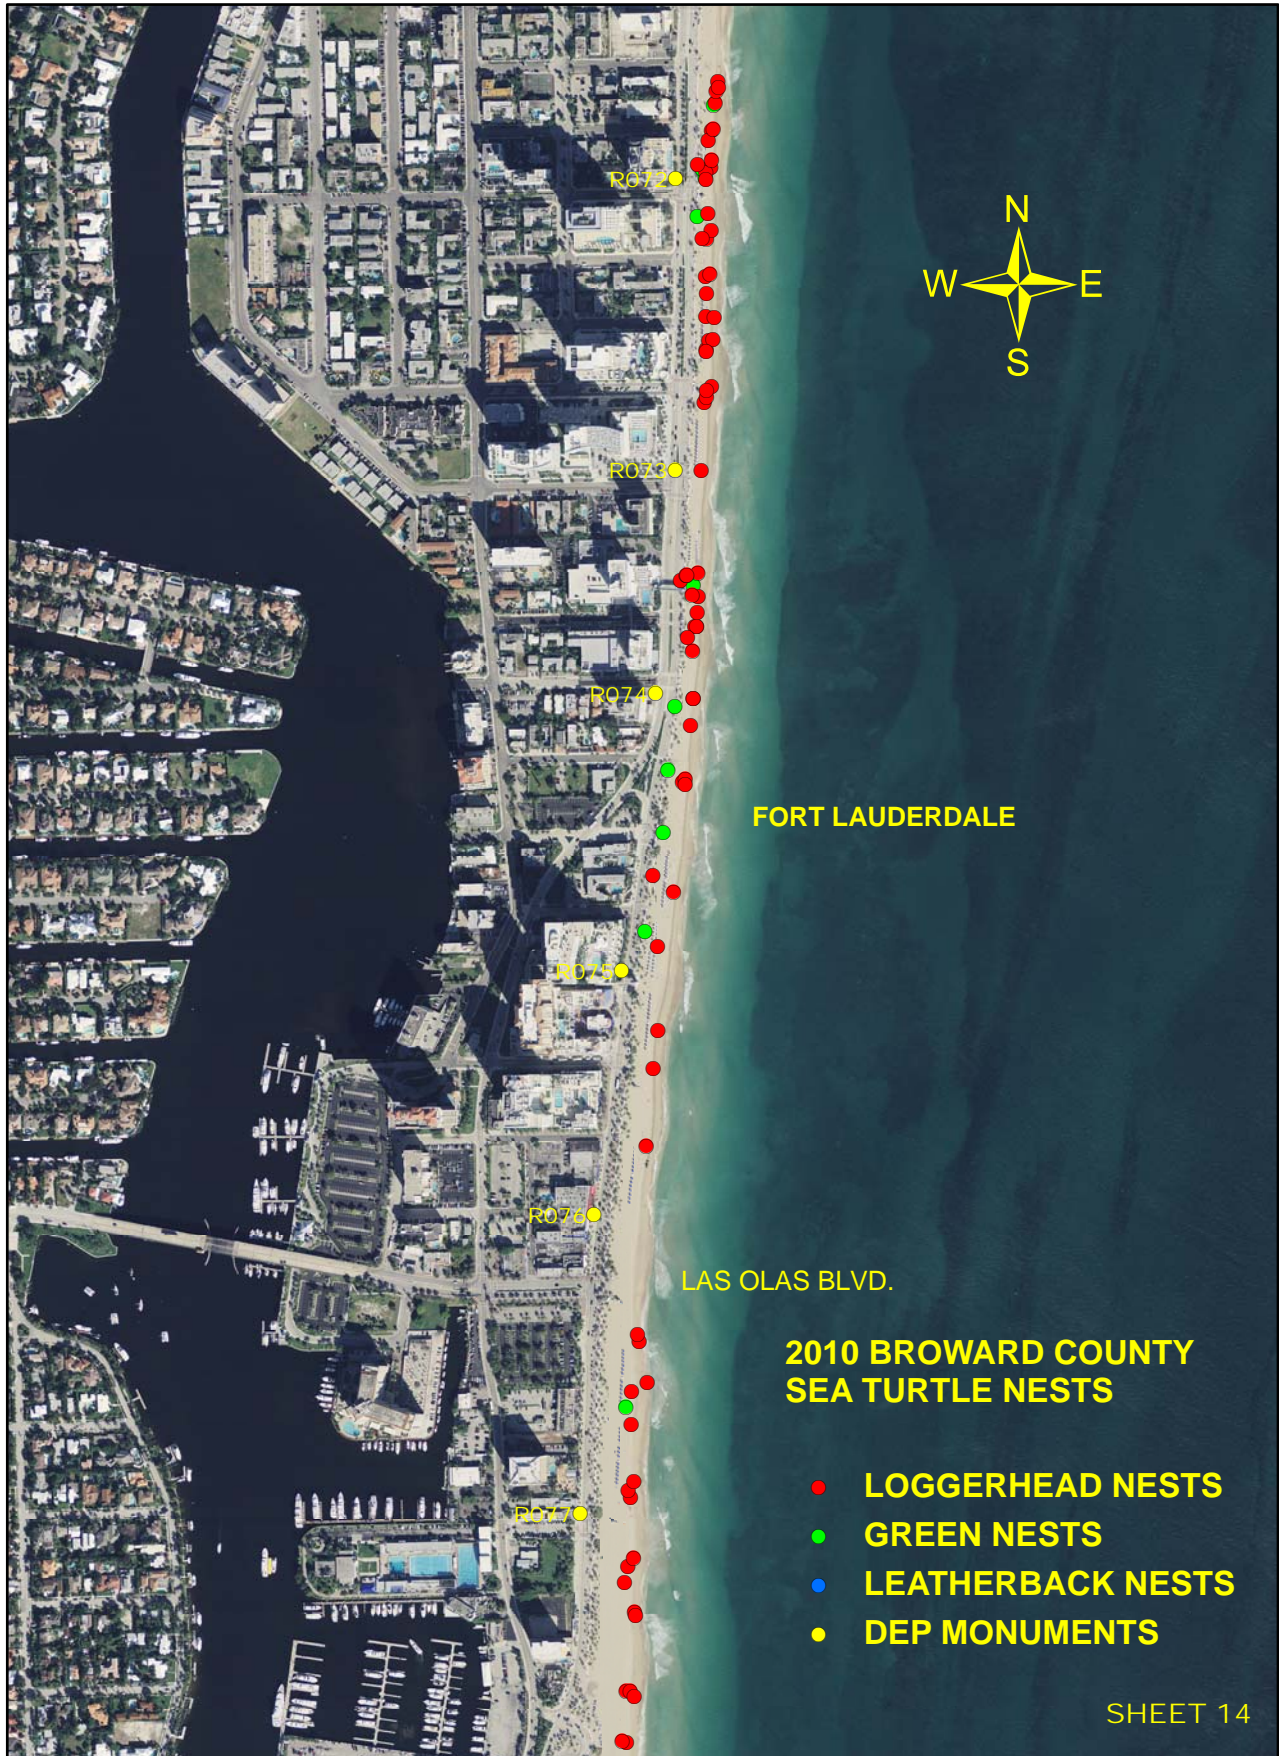 R072
N
W E
S
R073
R074
FORT LAUDERDALE
R075
R076
LAS OLAS BLVD.
2010 BROWARD COUNTY
SEA TURTLE NESTS
LOGGERHEAD NESTS
GREEN NESTS
R077
LEATHERBACK NESTS
DEP MONUMENTS
SHEET 14